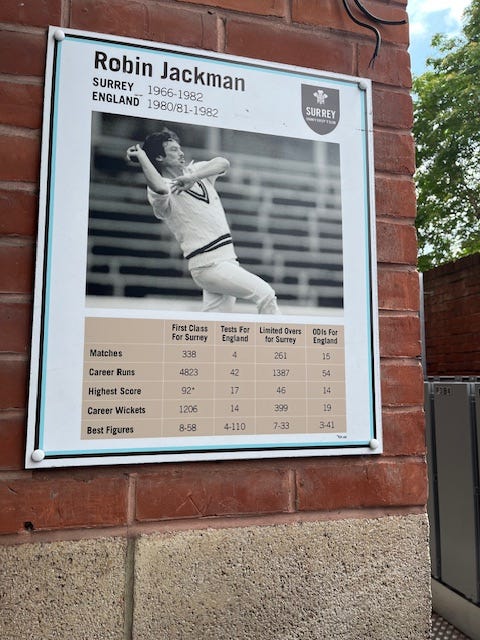 Robin Jackman
SURREY 1966-1982
ENGLAND 1980/81-1982
SURREY
First Class For Surrey Tests For England Limited Overs for Surrey ODIs For England
Matches 338 4 261 15
Career Runs 4823 42 1387 54
Highest Score 92* 17 46 14
Career Wickets 1206 14 399 19
Best Figures 8-58 4-110 7-33 3-41